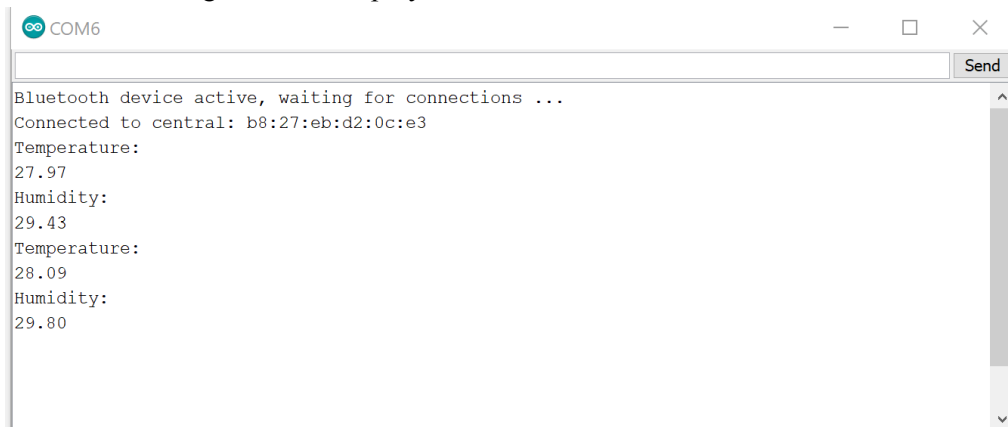 COM6
Send
Bluetooth device active, waiting for connections ...
Connected to central: b8:27:eb:d2:0c:e3
Temperature:
27.97
Humidity:
29.43
Temperature:
28.09
Humidity:
29.80